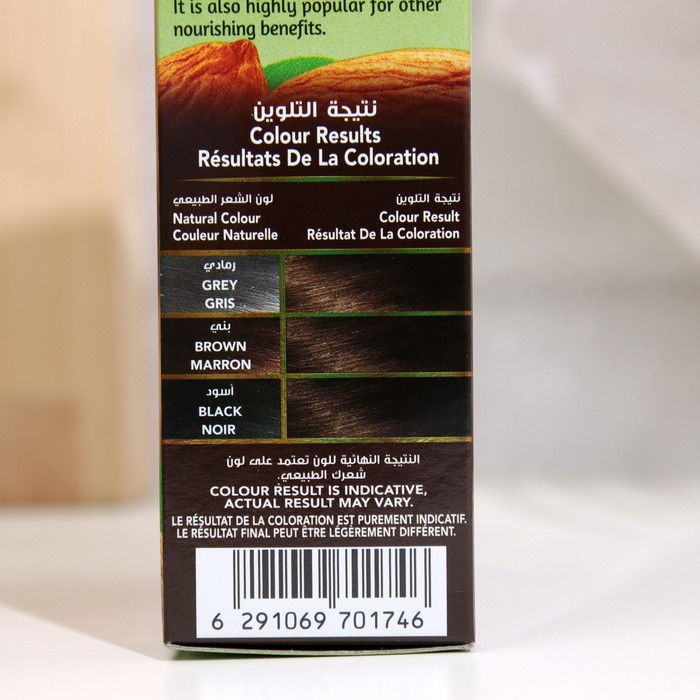 It is also highly popular for other
nourishing benefits.
نتيجة التلوين
Colour Results
Résultats De La Coloration
لون الشعر الطبيعي
Natural Colour
Couleur Naturelle
نتيجة التلوين
Colour Result
Résultat De La Coloration
رمادي
GREY
GRIS
بني
BROWN
MARRON
أسود
BLACK
NOIR
النتيجة النهائية للون تعتمد على لون
شعرك الطبيعي.
COLOUR RESULT IS INDICATIVE,
ACTUAL RESULT MAY VARY.
LE RÉSULTAT DE LA COLORATION EST PUREMENT INDICATIF.
LE RÉSULTAT FINAL PEUT ÊTRE LÉGÈREMENT DIFFÉRENT.
6 291069 701746